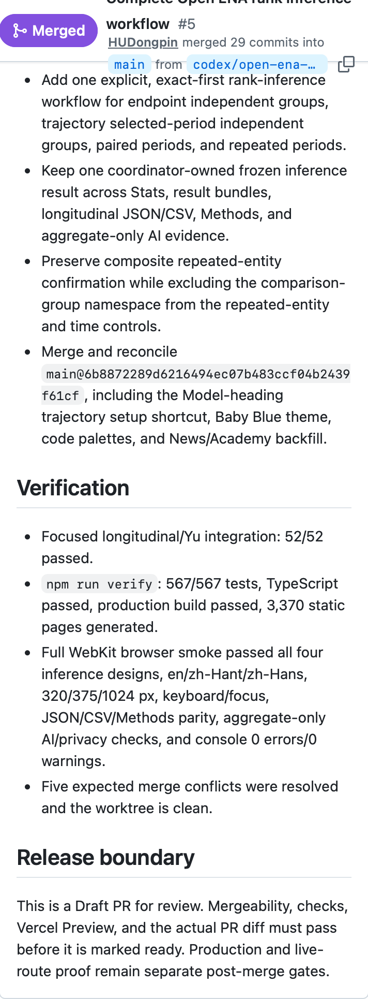 Complete Open ENA rank inference
workflow #5
Merged
HUDongpin merged 29 commits into
main from codex/open-ena-…
• Add one explicit, exact-first rank-inference
workflow for endpoint independent groups,
trajectory selected-period independent
groups, paired periods, and repeated periods.
• Keep one coordinator-owned frozen inference
result across Stats, result bundles,
longitudinal JSON/CSV, Methods, and
aggregate-only AI evidence.
• Preserve composite repeated-entity
confirmation while excluding the comparison-
group namespace from the repeated-entity
and time controls.
• Merge and reconcile
main@6b8872289d6216494ec07b483ccf04b2439
f61cf, including the Model-heading
trajectory setup shortcut, Baby Blue theme,
code palettes, and News/Academy backfill.
Verification
• Focused longitudinal/Yu integration: 52/52
passed.
• npm run verify: 567/567 tests, TypeScript
passed, production build passed, 3,370 static
pages generated.
• Full WebKit browser smoke passed all four
inference designs, en/zh-Hant/zh-Hans,
320/375/1024 px, keyboard/focus,
JSON/CSV/Methods parity, aggregate-only
AI/privacy checks, and console 0 errors/0
warnings.
• Five expected merge conflicts were resolved
and the worktree is clean.
Release boundary
This is a Draft PR for review. Mergeability, checks,
Vercel Preview, and the actual PR diff must pass
before it is marked ready. Production and live-
route proof remain separate post-merge gates.